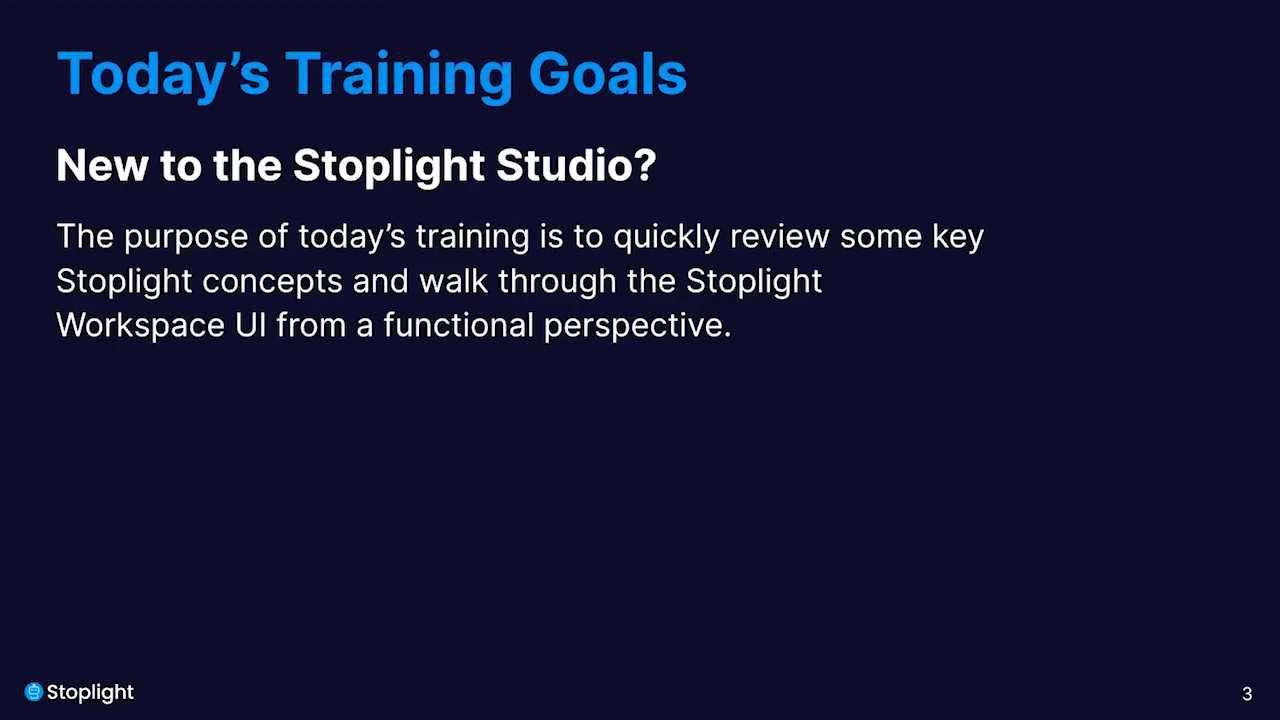 Today’s Training Goals
New to the Stoplight Studio?
The purpose of today’s training is to quickly review some key
Stoplight concepts and walk through the Stoplight
Workspace UI from a functional perspective.
Stoplight
3